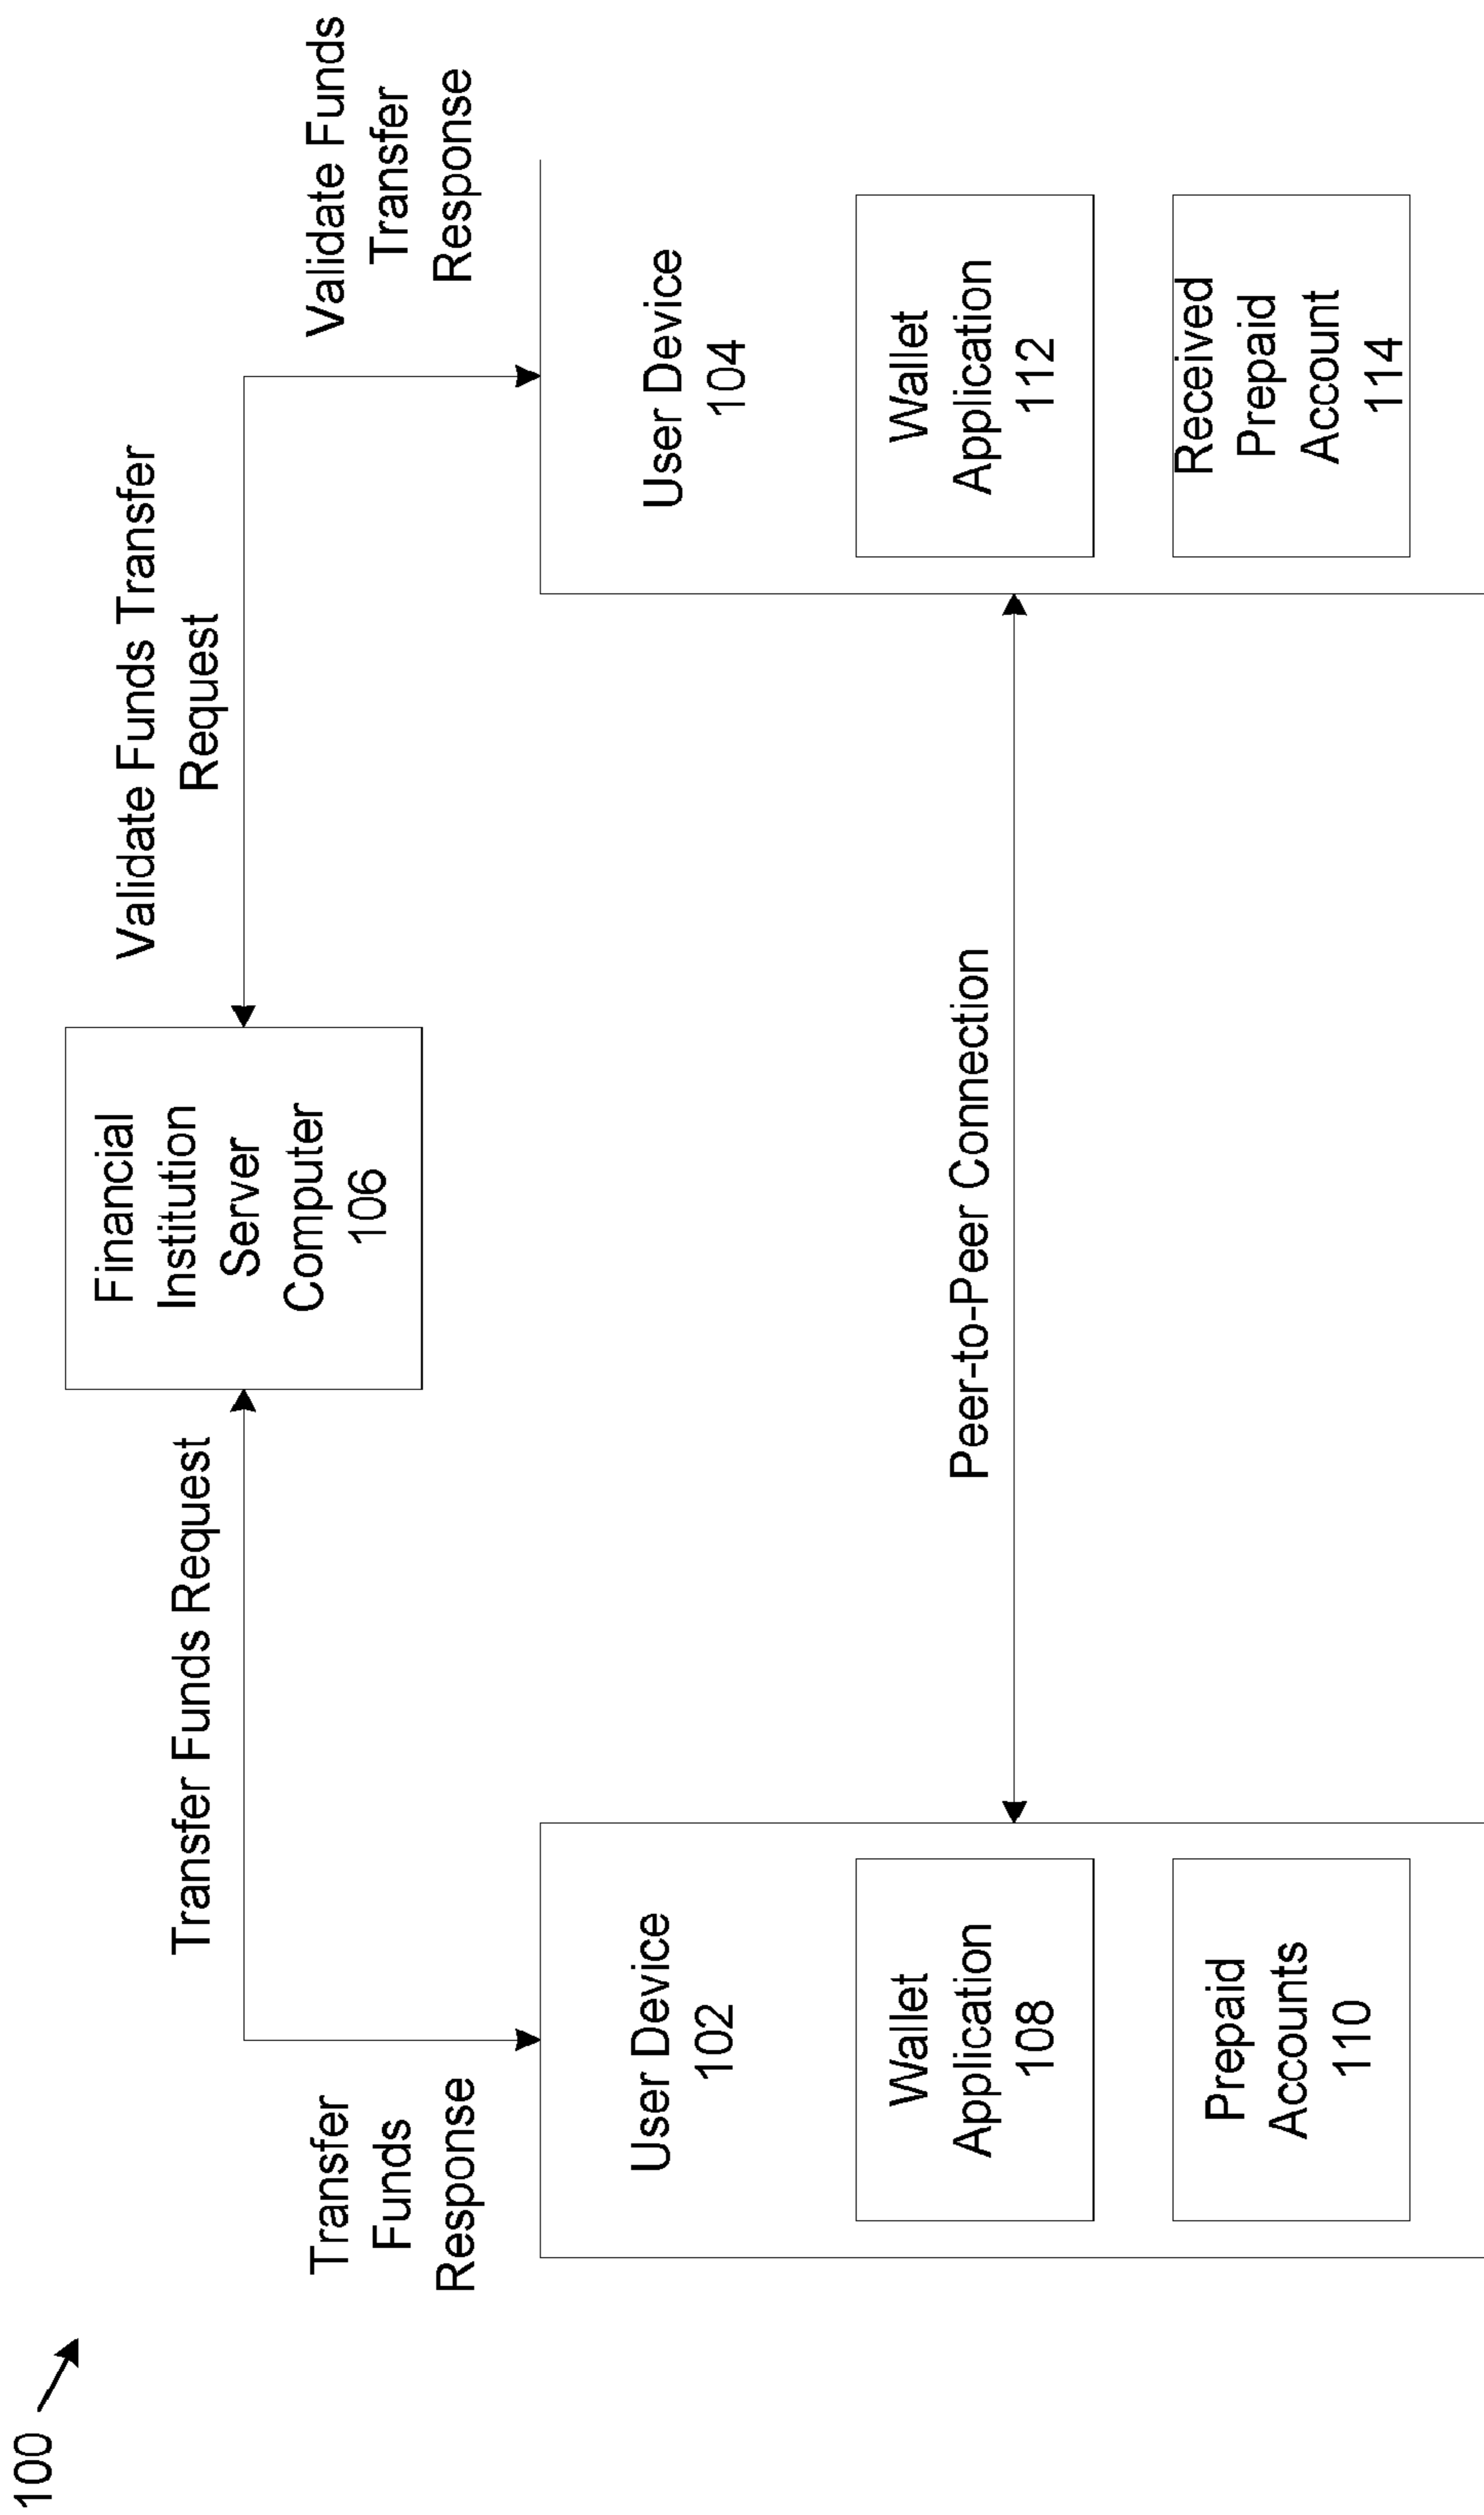 100
Financial
Institution
Server
Computer
106
Transfer Funds Request
Validate Funds Transfer
Request
Transfer
Funds
Response
Validate Funds
Transfer
Response
User Device
102
Wallet
Application
108
Prepaid
Accounts
110
Peer-to-Peer Connection
User Device
104
Wallet
Application
112
Received
Prepaid
Account
114